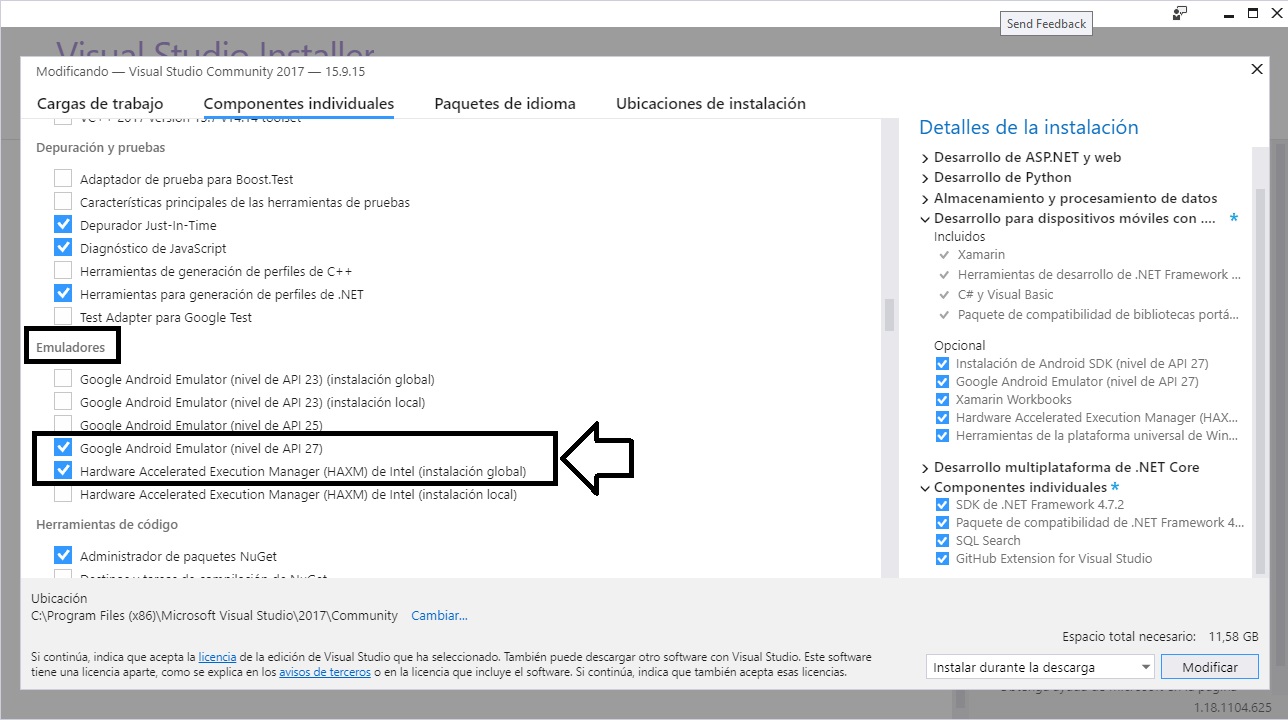 Send Feedback
Visual Studio Installer
Modificando — Visual Studio Community 2017 — 15.9.15
Cargas de trabajo
Componentes individuales
Paquetes de idioma
Ubicaciones de instalación
Depuración y pruebas
Adaptador de prueba para Boost.Test
Características principales de las herramientas de pruebas
Depurador Just-In-Time
Diagnóstico de JavaScript
Herramientas de generación de perfiles de C++
Herramientas para generación de perfiles de .NET
Test Adapter para Google Test
Emuladores
Google Android Emulator (nivel de API 23) (instalación global)
Google Android Emulator (nivel de API 23) (instalación local)
Google Android Emulator (nivel de API 25)
Google Android Emulator (nivel de API 27)
Hardware Accelerated Execution Manager (HAXM) de Intel (instalación global)
Hardware Accelerated Execution Manager (HAXM) de Intel (instalación local)
Herramientas de código
Administrador de paquetes NuGet
Detalles de la instalación
Desarrollo de ASP.NET y web
Desarrollo de Python
Almacenamiento y procesamiento de datos
Desarrollo para dispositivos móviles con .... *
Incluidos
Xamarin
Herramientas de desarrollo de .NET Framework ...
C# y Visual Basic
Paquete de compatibilidad de bibliotecas portá...
Opcional
Instalación de Android SDK (nivel de API 27)
Google Android Emulator (nivel de API 27)
Xamarin Workbooks
Hardware Accelerated Execution Manager (HAX...
Herramientas de la plataforma universal de Win...
Desarrollo multiplataforma de .NET Core
Componentes individuales *
SDK de .NET Framework 4.7.2
Paquete de compatibilidad de .NET Framework 4...
SQL Search
GitHub Extension for Visual Studio
Ubicación
C:\Program Files (x86)\Microsoft Visual Studio\2017\Community Cambiar...
Espacio total necesario: 11,58 GB
Si continúa, indica que acepta la licencia de la edición de Visual Studio que ha seleccionado. También puede descargar otro software con Visual Studio. Este software
tiene una licencia aparte, como se explica en los avisos de terceros o en la licencia que incluye el software. Si continúa, indica que también acepta esas licencias.
Instalar durante la descarga
Modificar
1.18.1104.625